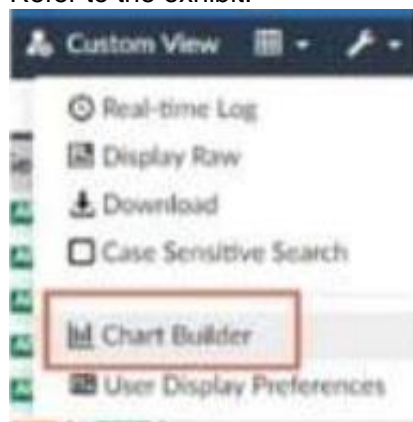 Refer to the exhibit.
Custom View
Real-time Log
Display Raw
Download
Case Sensitive Search
Chart Builder
User Display Preferences